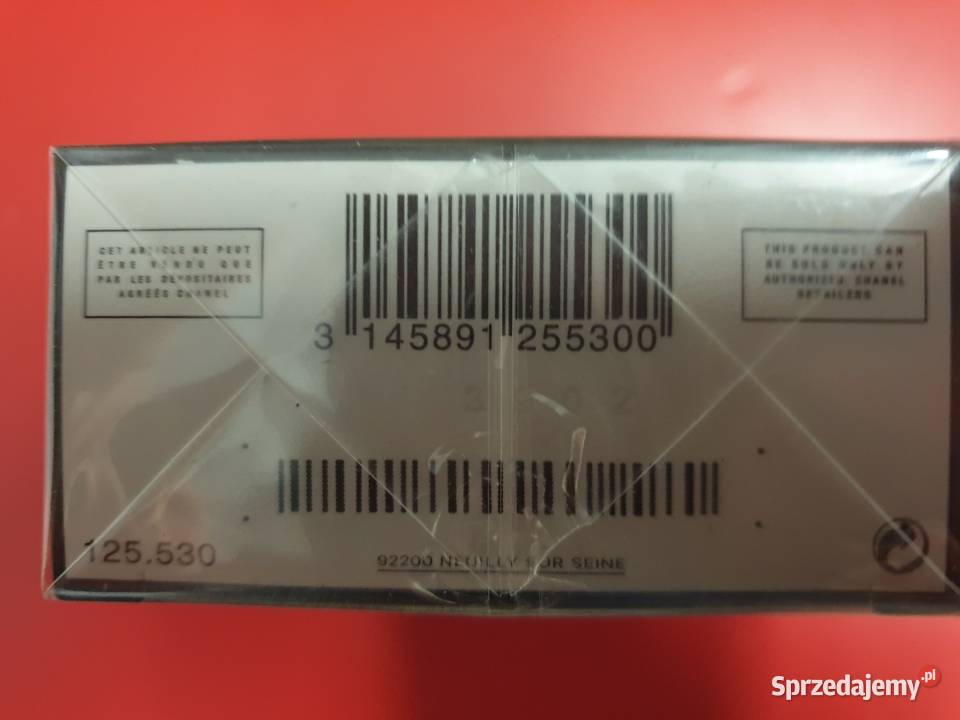 CET ARTICLE NE PEUT
ÊTRE VENDU QUE
PAR LES DÉPOSITAIRES
AGRÉÉS CHANEL
THIS PRODUCT CAN
BE SOLD ONLY BY
AUTHORIZED CHANEL
RETAILERS
3 145891 255300
125.530
92200 NEUILLY SUR SEINE
Sprzedajemy.pl